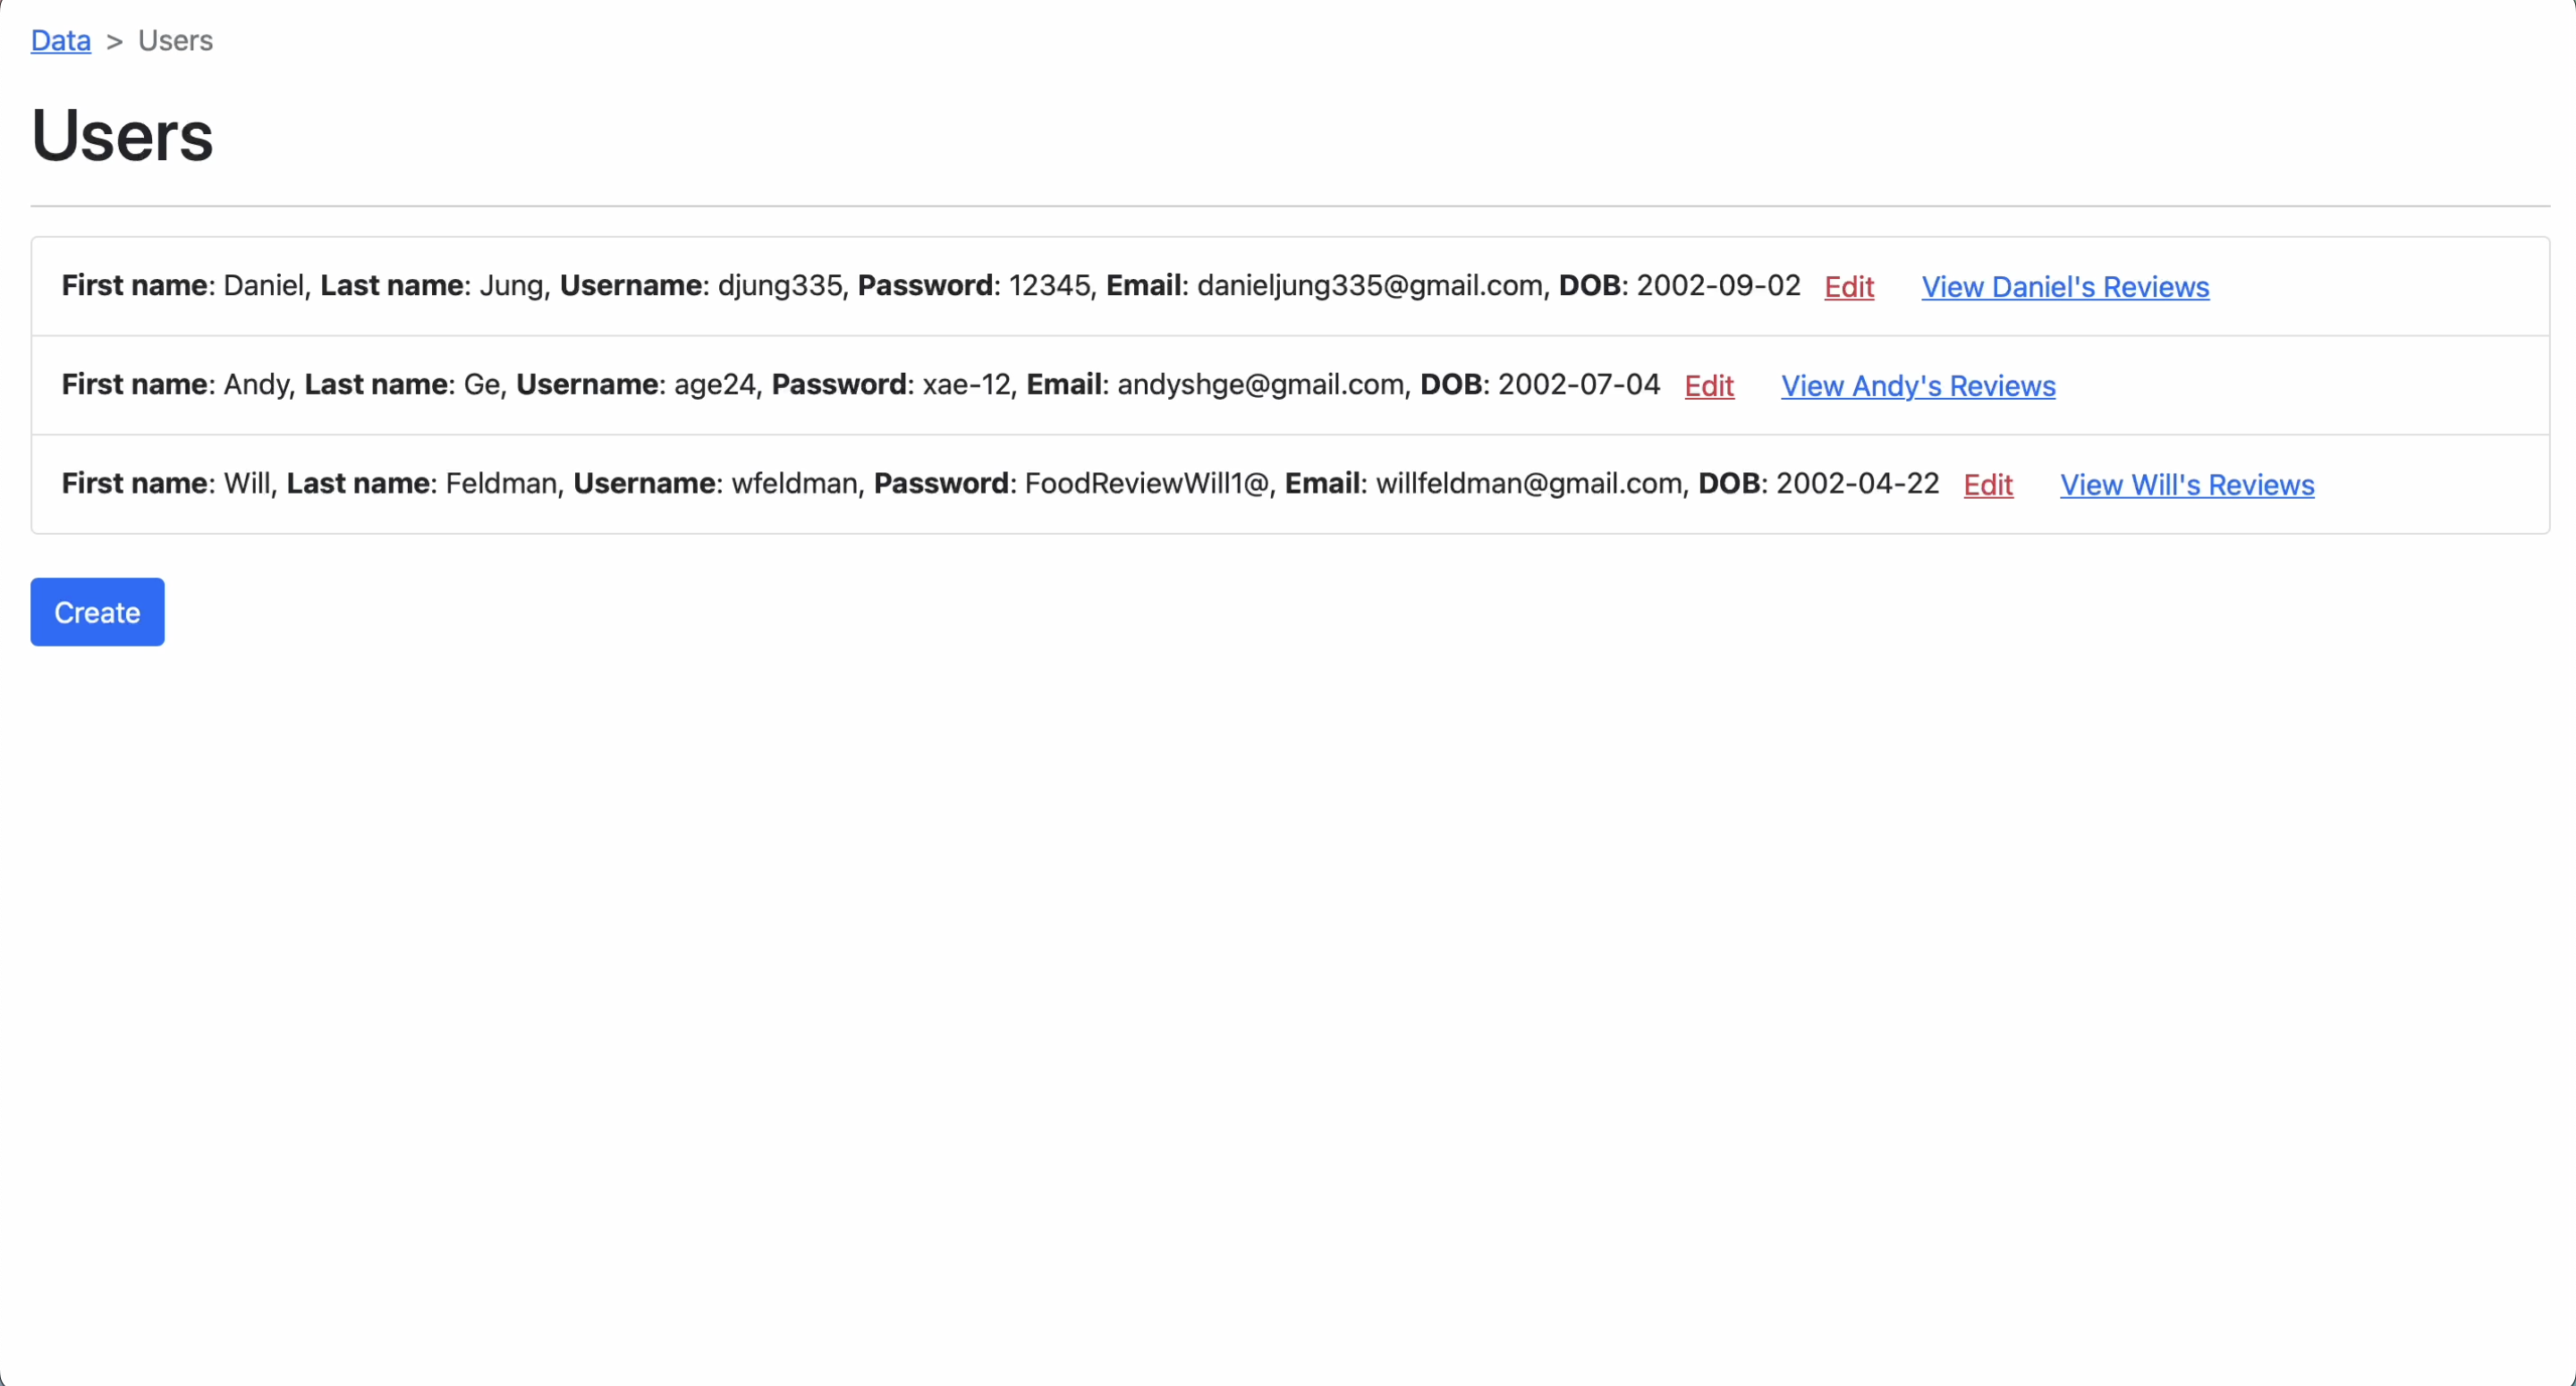 Data > Users
Users
First name: Daniel, Last name: Jung, Username: djung335, Password: 12345, Email: danieljung335@gmail.com, DOB: 2002-09-02 Edit View Daniel's Reviews
First name: Andy, Last name: Ge, Username: age24, Password: xae-12, Email: andyshge@gmail.com, DOB: 2002-07-04 Edit View Andy's Reviews
First name: Will, Last name: Feldman, Username: wfeldman, Password: FoodReviewWill1@, Email: willfeldman@gmail.com, DOB: 2002-04-22 Edit View Will's Reviews
Create